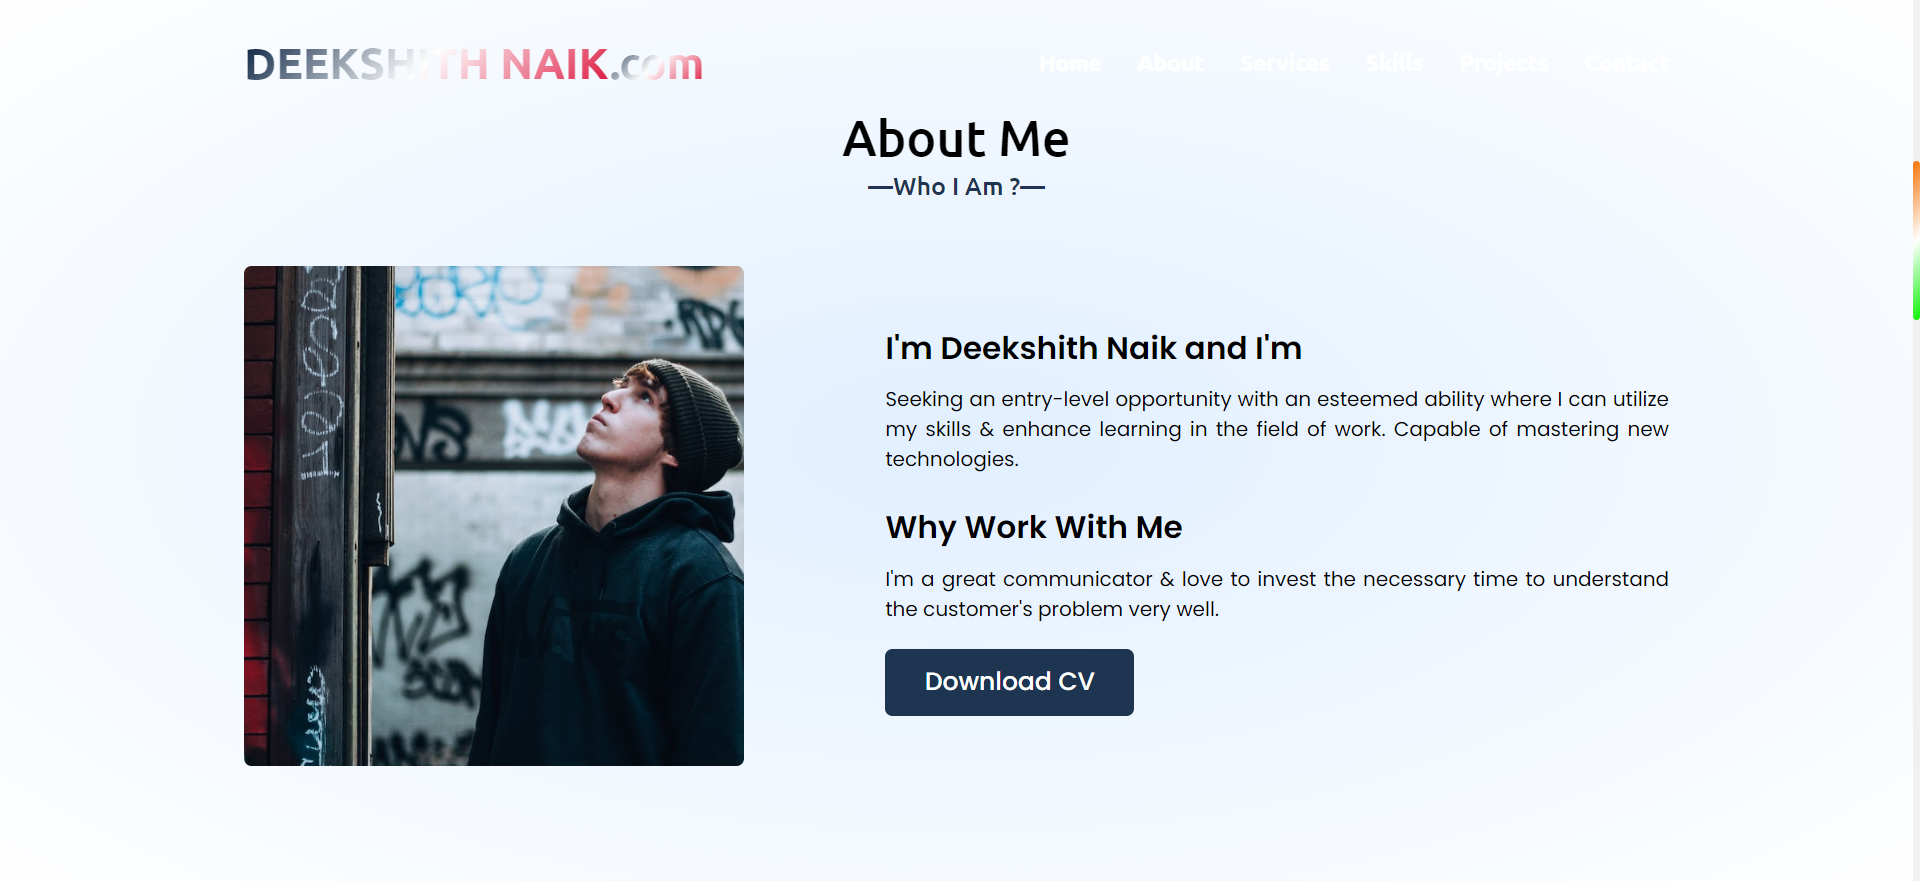 DEEKSHITH NAIK.com
Home About Services Skills Projects Contact
About Me
—Who I Am ?—
I'm Deekshith Naik and I'm
Seeking an entry-level opportunity with an esteemed ability where I can utilize
my skills & enhance learning in the field of work. Capable of mastering new
technologies.
Why Work With Me
I'm a great communicator & love to invest the necessary time to understand
the customer's problem very well.
Download CV